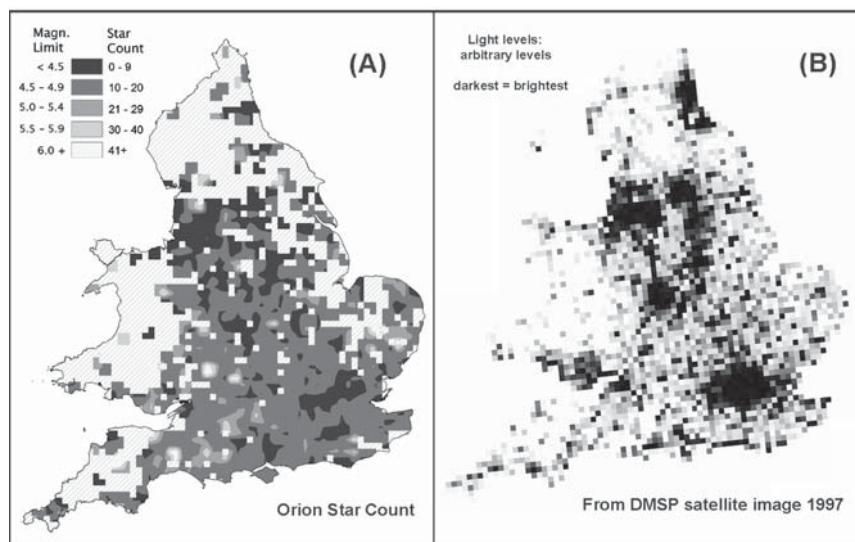 Magn. Limit
Star Count
(A)
< 4.5
0 - 9
4.5 - 4.9
10 - 20
5.0 - 5.4
21 - 29
5.5 - 5.9
30 - 40
6.0 +
41+
Orion Star Count
Light levels:
arbitrary levels
darkest = brightest
(B)
From DMSP satellite image 1997